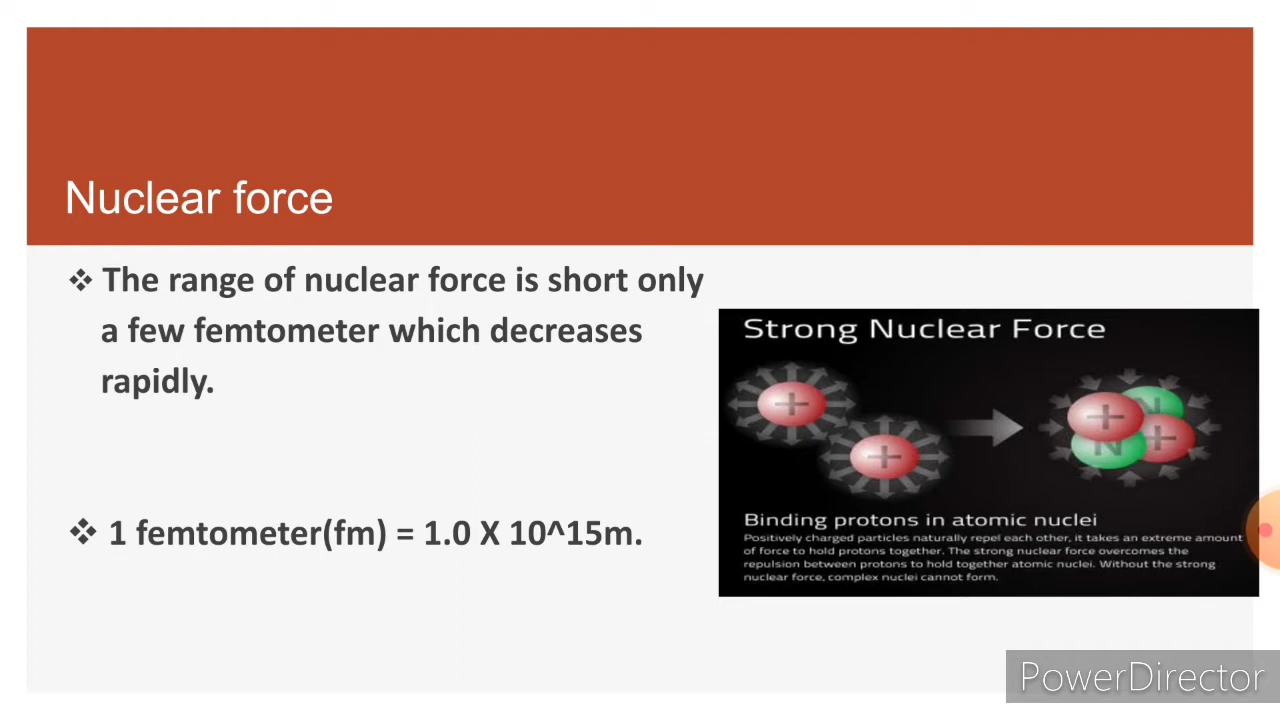 Nuclear force
❖ The range of nuclear force is short only
a few femtometer which decreases
rapidly.
❖ 1 femtometer(fm) = 1.0 X 10^15m.
Strong Nuclear Force
+
+
+ N
N +
Binding protons in atomic nuclei
Positively charged particles naturally repel each other, it takes an extreme amount
of force to hold protons together. The strong nuclear force overcomes the
repulsion between protons to hold together atomic nuclei. Without the strong
nuclear force, complex nuclei cannot form.
PowerDirector